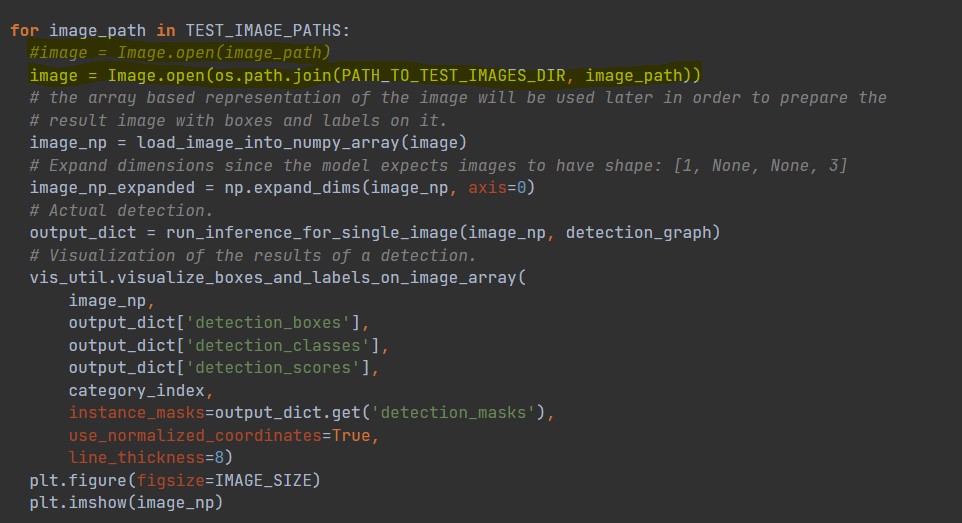 for image_path in TEST_IMAGE_PATHS:
  #image = Image.open(image_path)
  image = Image.open(os.path.join(PATH_TO_TEST_IMAGES_DIR, image_path))
  # the array based representation of the image will be used later in order to prepare the
  # result image with boxes and labels on it.
  image_np = load_image_into_numpy_array(image)
  # Expand dimensions since the model expects images to have shape: [1, None, None, 3]
  image_np_expanded = np.expand_dims(image_np, axis=0)
  # Actual detection.
  output_dict = run_inference_for_single_image(image_np, detection_graph)
  # Visualization of the results of a detection.
  vis_util.visualize_boxes_and_labels_on_image_array(
      image_np,
      output_dict['detection_boxes'],
      output_dict['detection_classes'],
      output_dict['detection_scores'],
      category_index,
      instance_masks=output_dict.get('detection_masks'),
      use_normalized_coordinates=True,
      line_thickness=8)
  plt.figure(figsize=IMAGE_SIZE)
  plt.imshow(image_np)